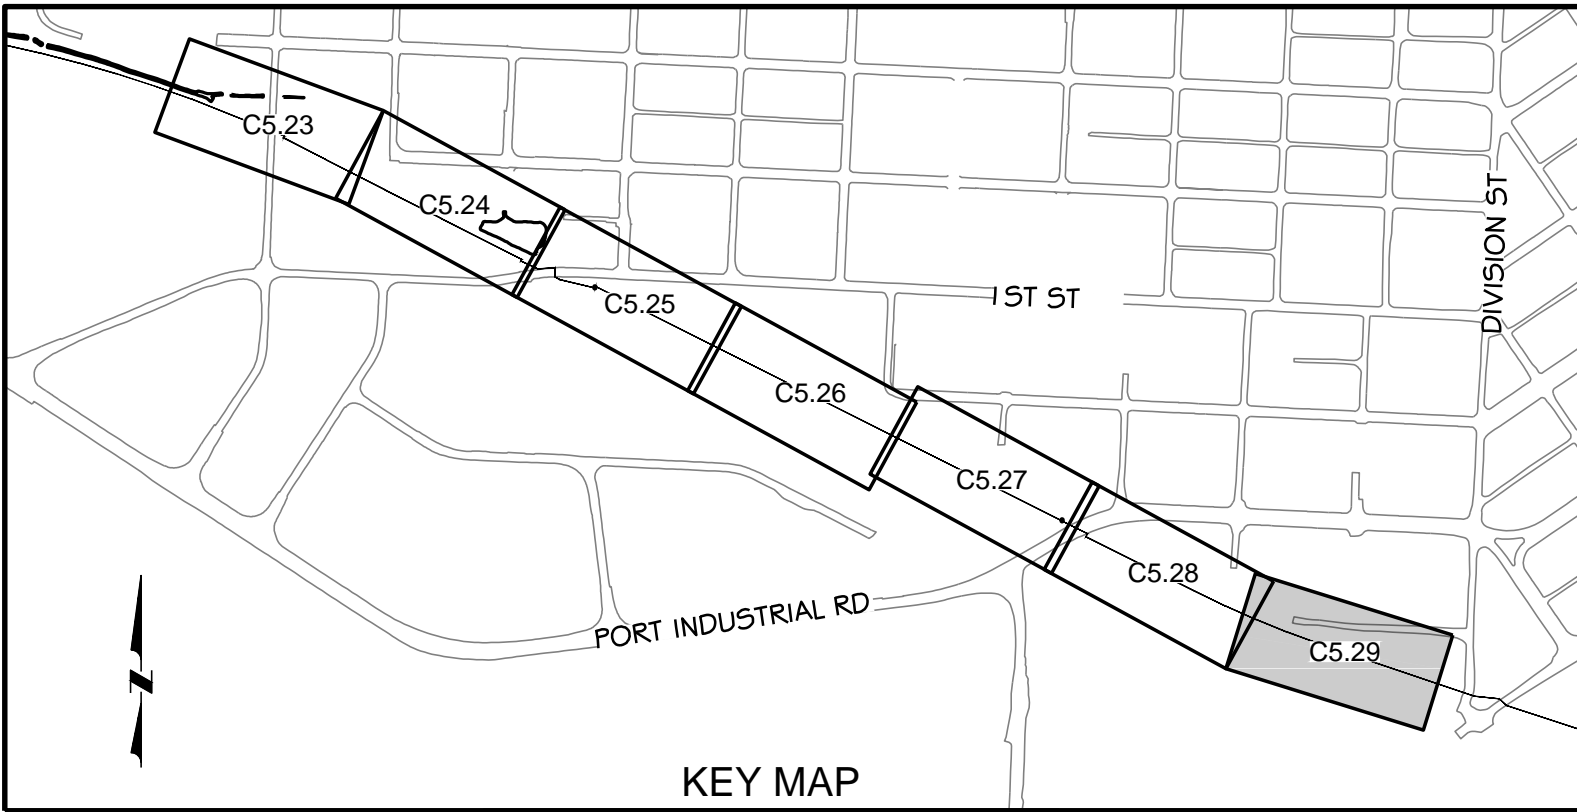 C5.23
C5.24
C5.25
C5.26
C5.27
C5.28
C5.29
1ST ST
DIVISION ST
PORT INDUSTRIAL RD
N
KEY MAP